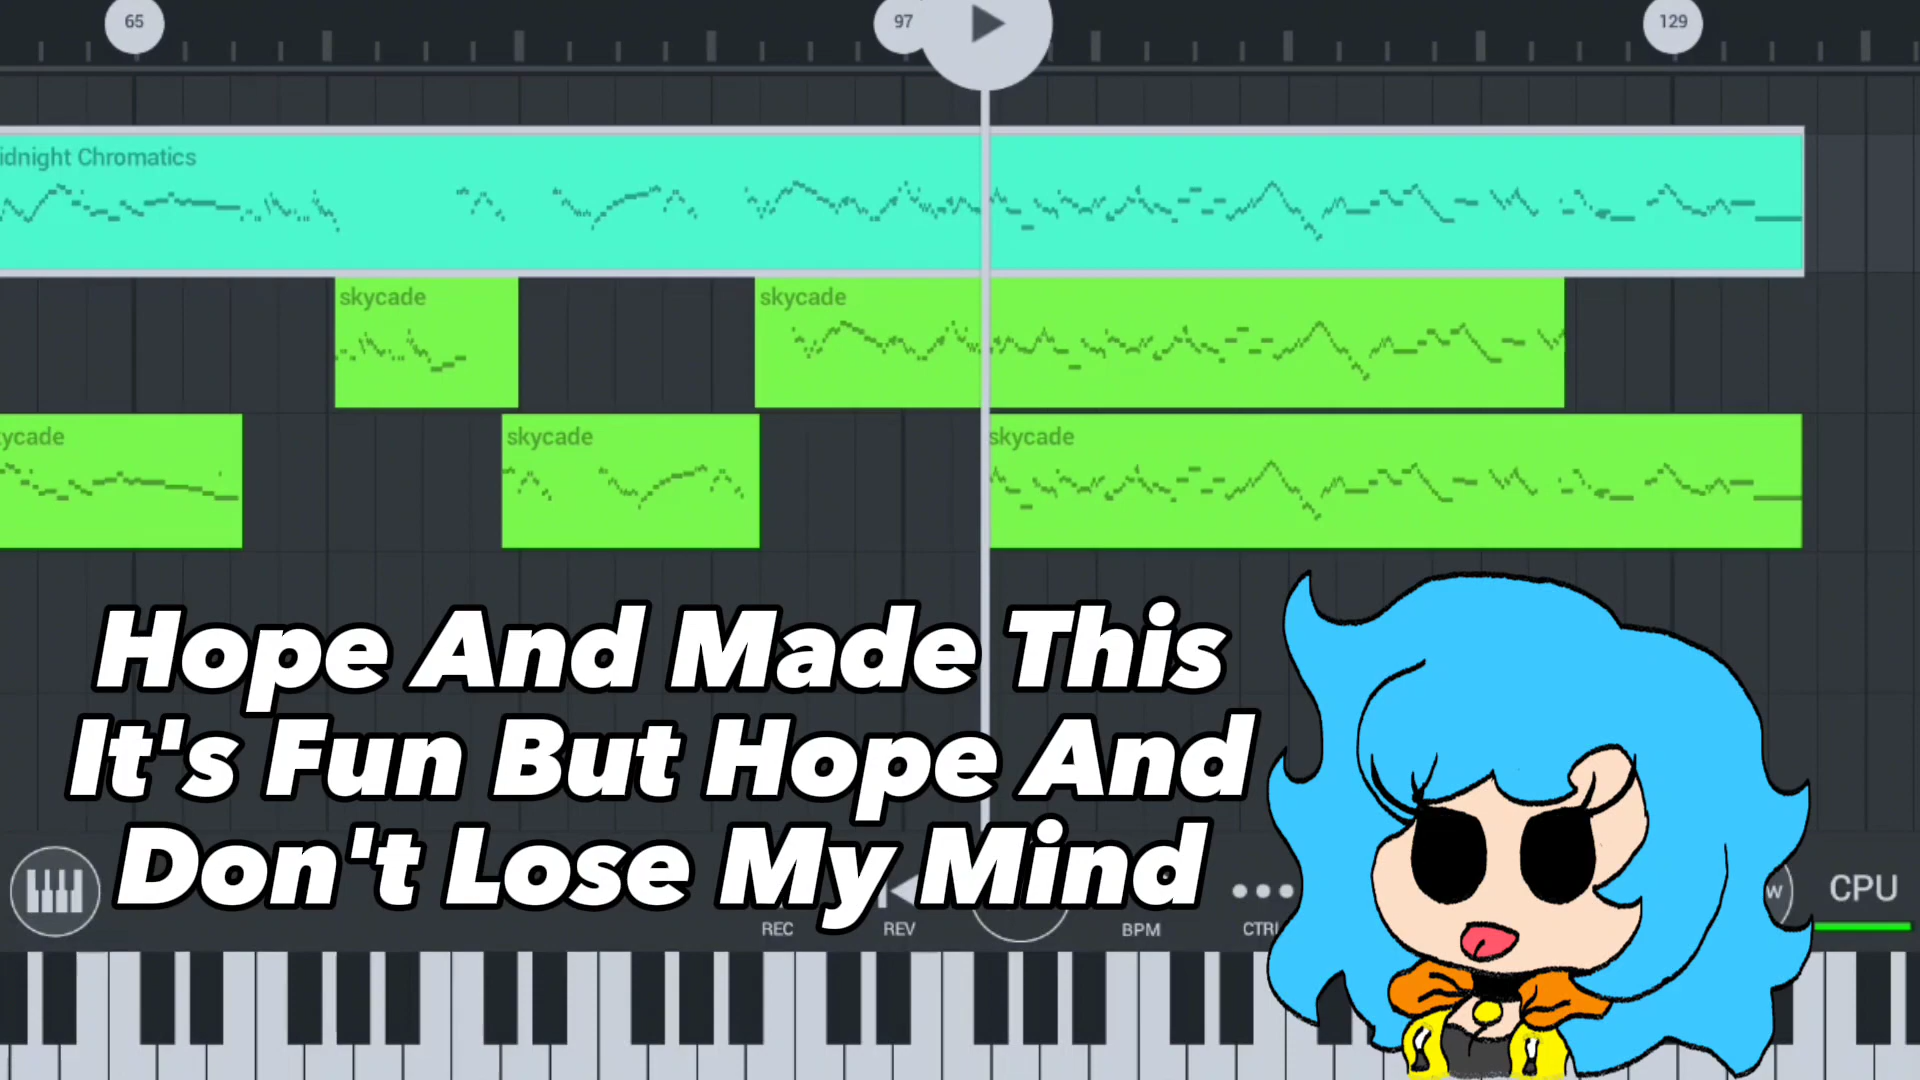 65
97
129
idnight Chromatics
skycade
skycade
ycade
skycade
skycade
Hope And Made This
It's Fun But Hope And
Don't Lose My Mind
REC
REV
BPM
CTRL
W
CPU